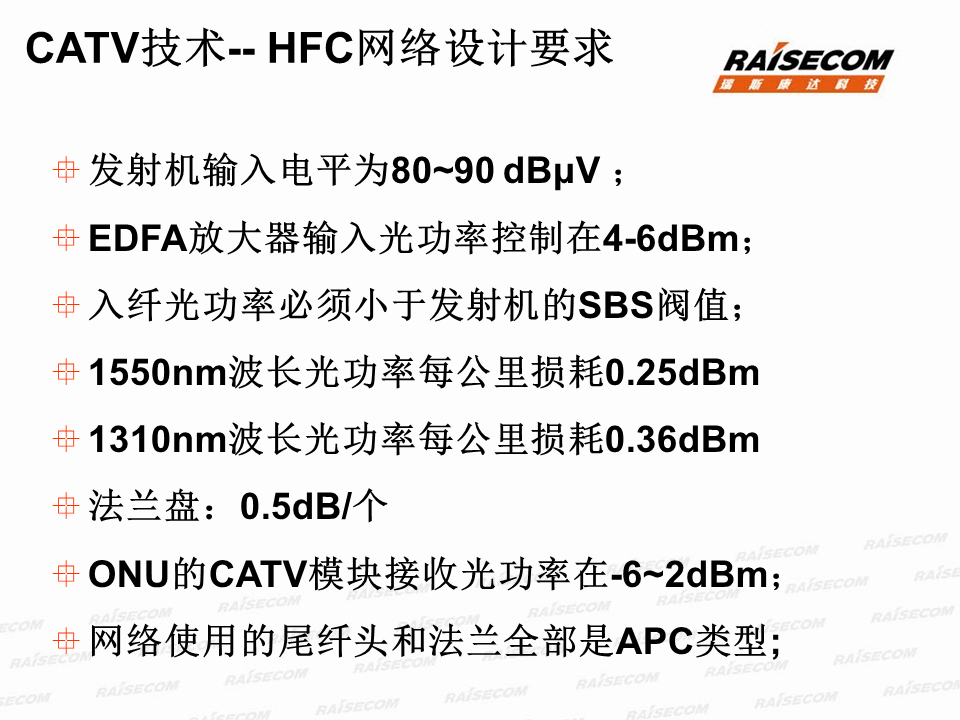 CATV技术-- HFC网络设计要求
RAISECOM
瑞斯康达科技
发射机输入电平为80~90 dBμV ；
EDFA放大器输入光功率控制在4-6dBm；
入纤光功率必须小于发射机的SBS阀值；
1550nm波长光功率每公里损耗0.25dBm
1310nm波长光功率每公里损耗0.36dBm
法兰盘：0.5dB/个
ONU的CATV模块接收光功率在-6~2dBm；
网络使用的尾纤头和法兰全部是APC类型;